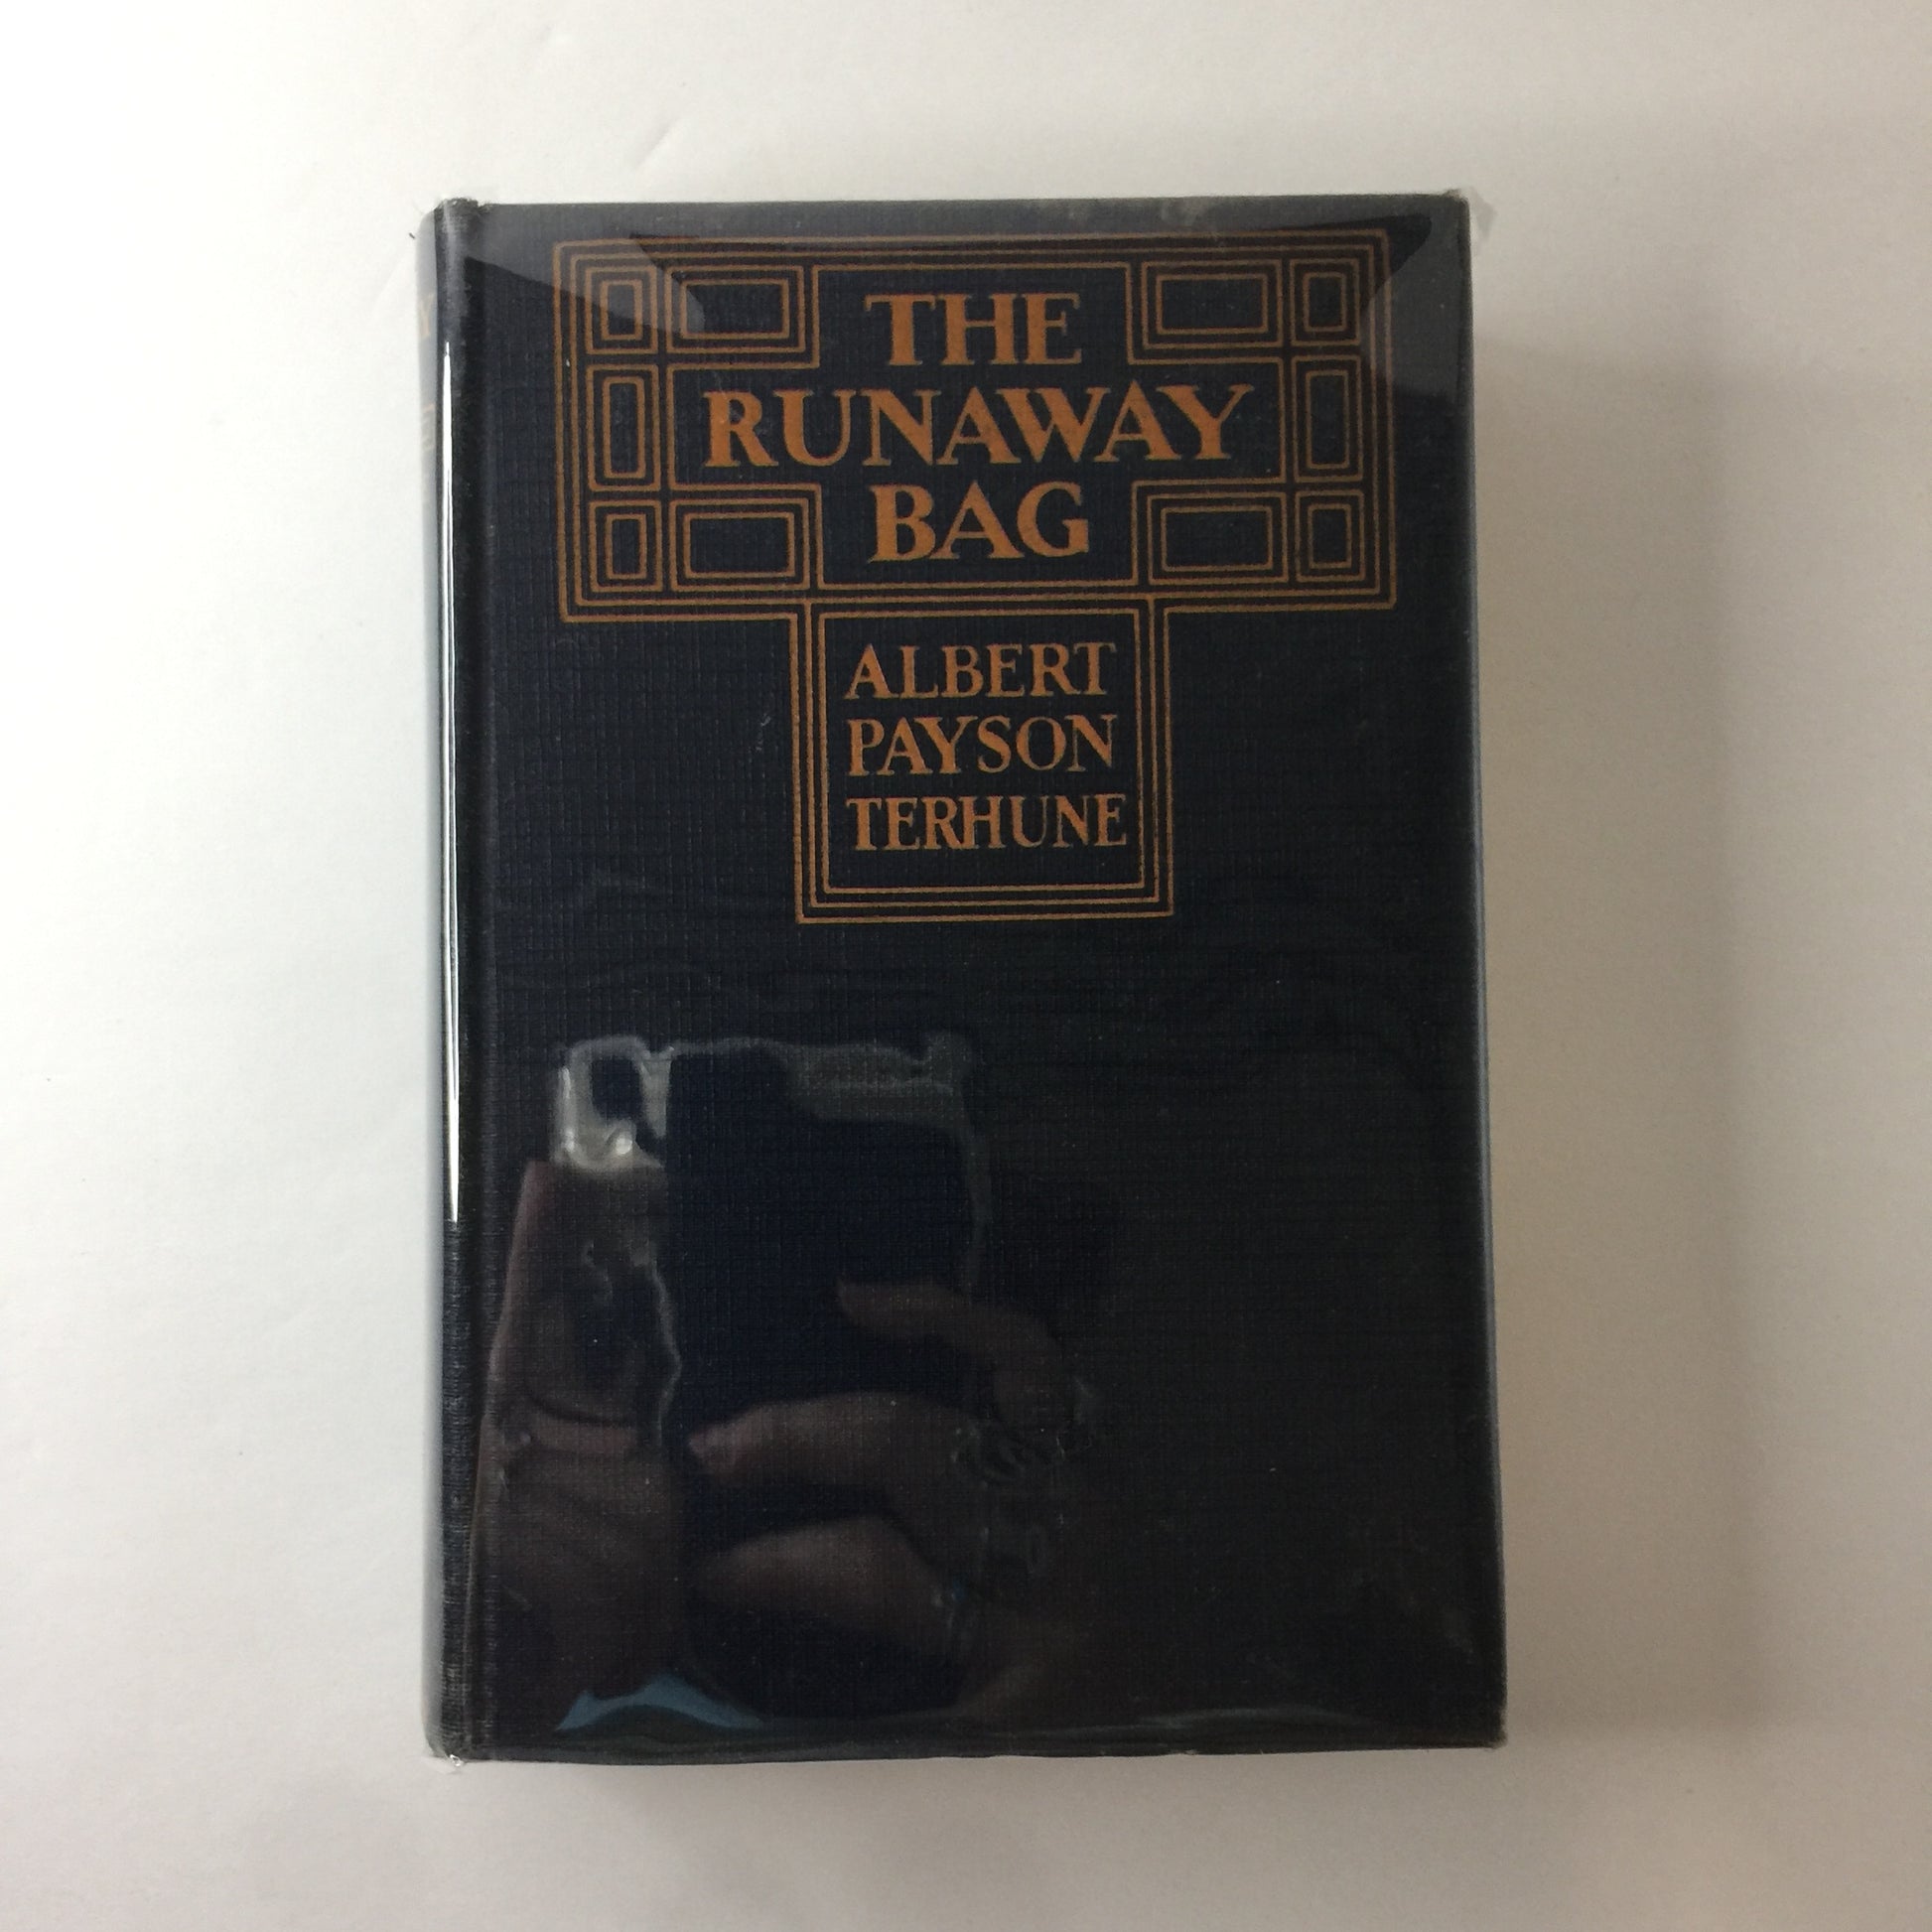 THE
RUNAWAY
BAG
ALBERT
PAYSON
TERHUNE